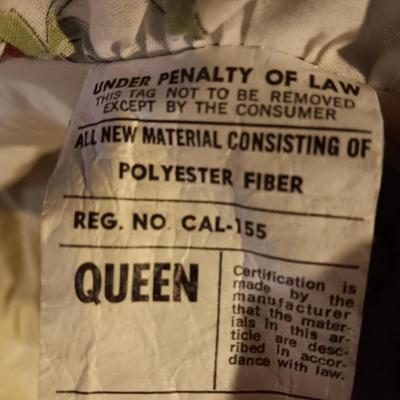 UNDER PENALTY OF LAW
THIS TAG NOT TO BE REMOVED
EXCEPT BY THE CONSUMER
ALL NEW MATERIAL CONSISTING OF
POLYESTER FIBER
REG. NO. CAL-155
QUEEN
Certification is
made by the
manufacturer
that the mater-
ials in this ar-
ticle are desc-
ribed in accor-
dance with law.